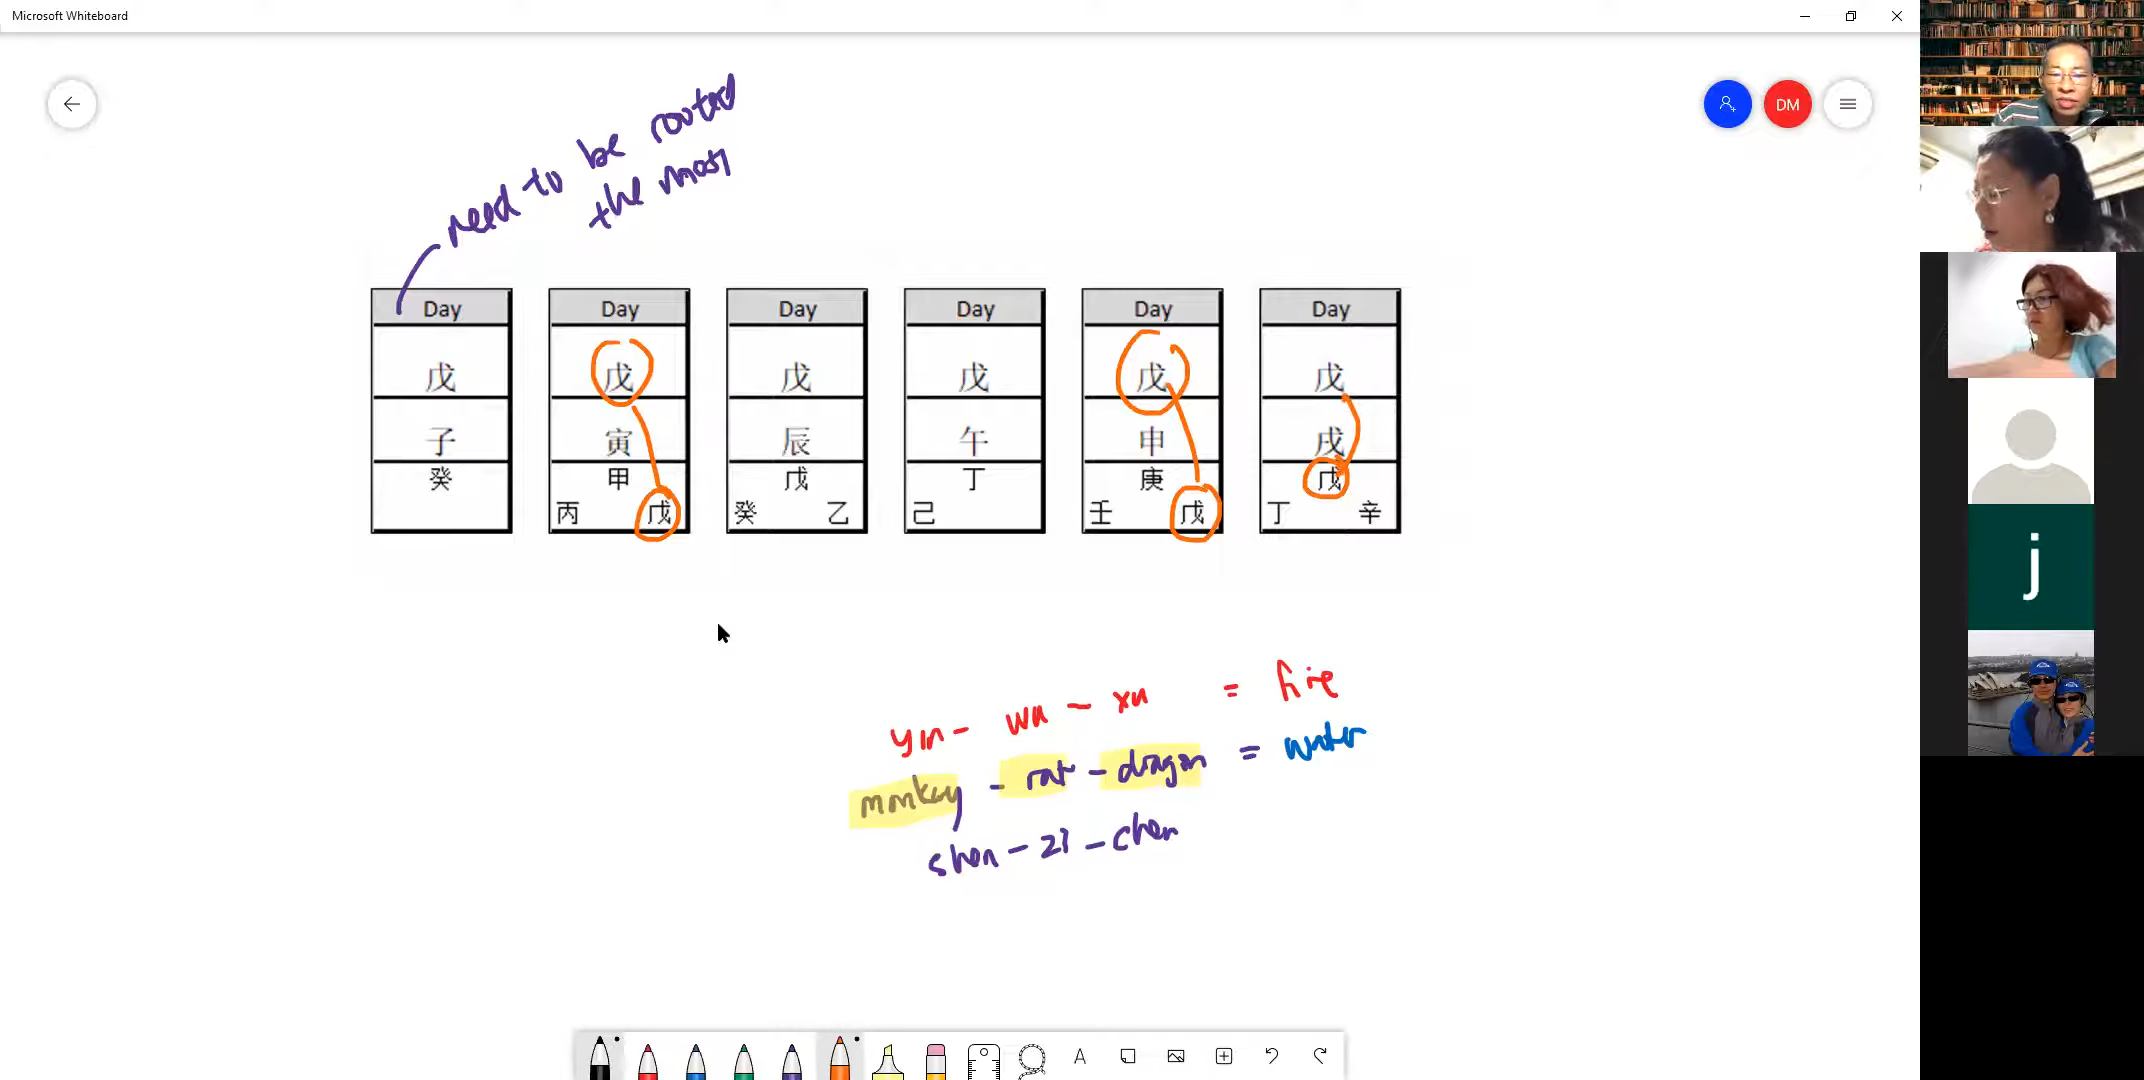 Microsoft Whiteboard
DM
need to be rooted
the most
Day Day Day Day Day Day
戊 戊 戊 戊 戊 戊
子 寅 辰 午 申 戌
癸 甲 戊 丁 庚 戊
丙 戊 癸 乙 己 壬 戊 丁 辛
yin - wu - xu = fire
monkey - rat - dragon = water
shen - zi - chen
j
A